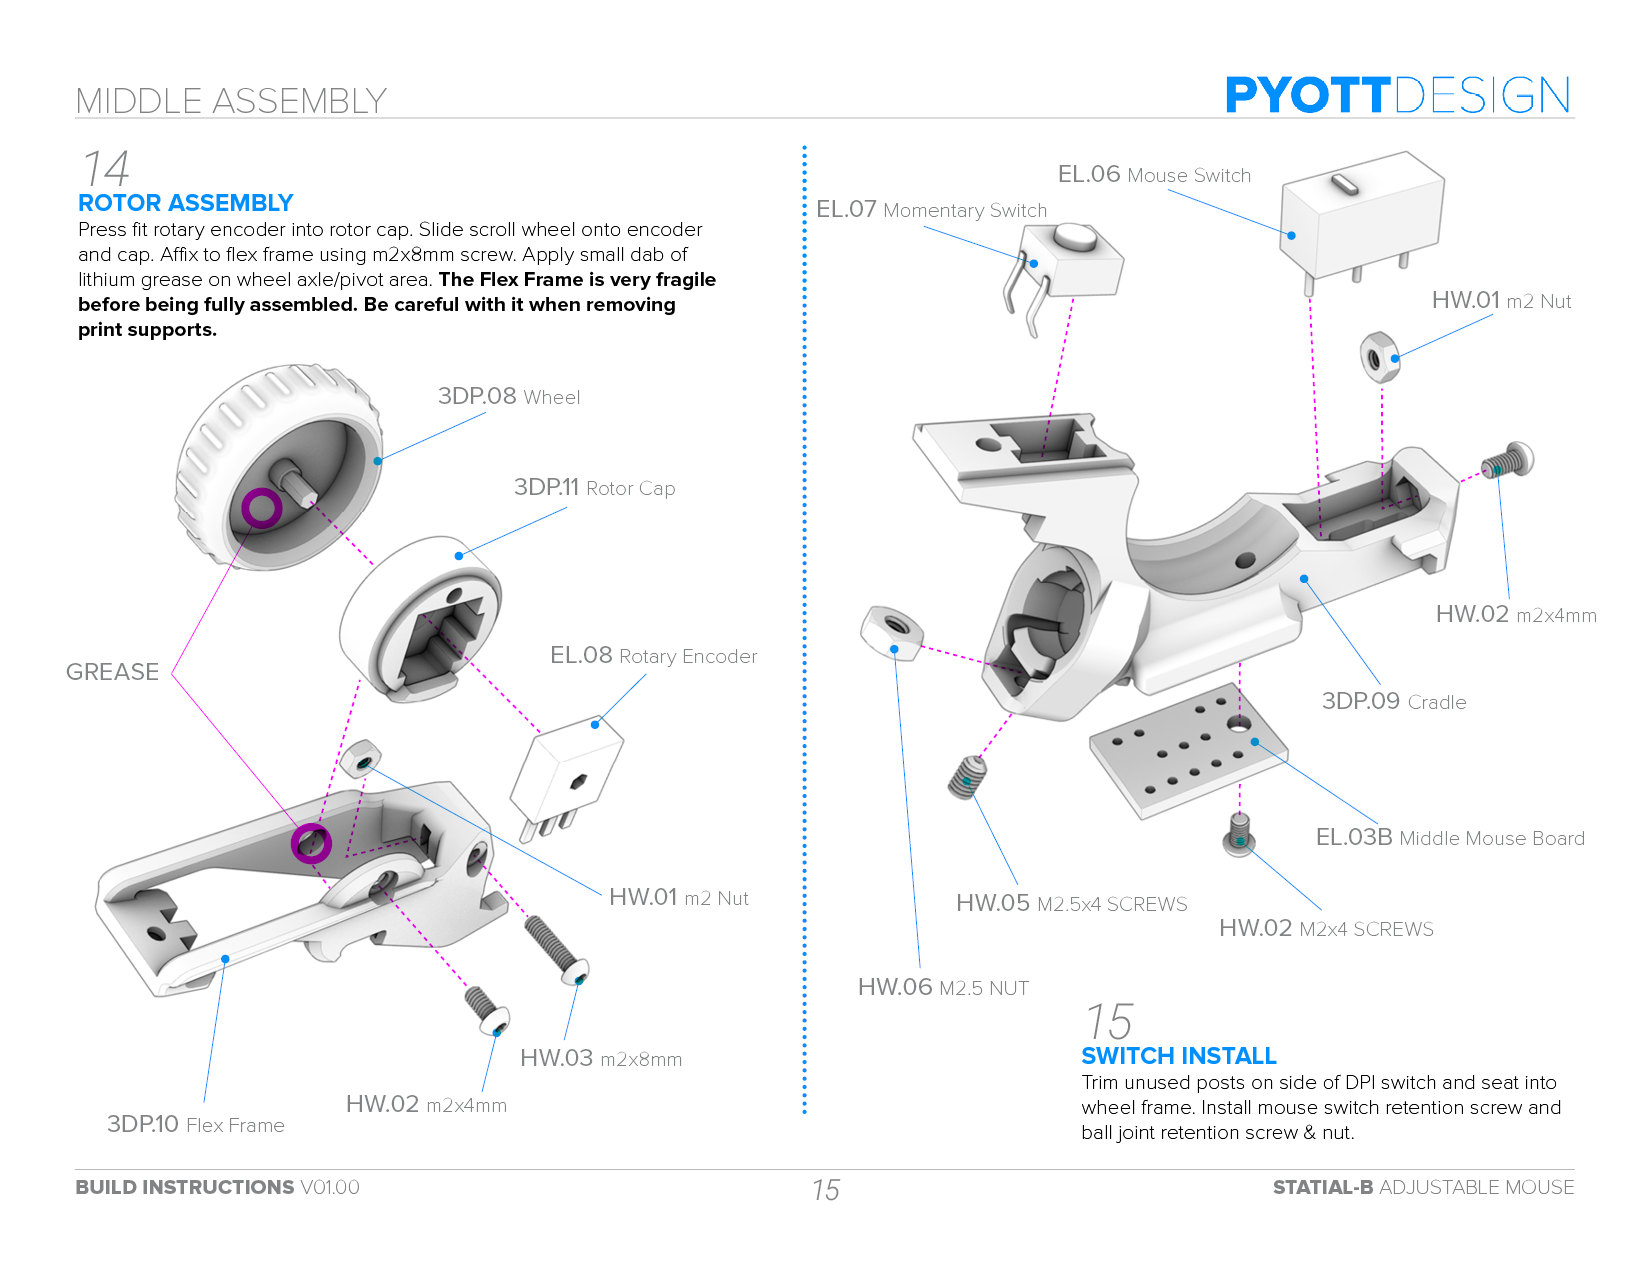 MIDDLE ASSEMBLY
PYOTTDESIGN
14
ROTOR ASSEMBLY
Press fit rotary encoder into rotor cap. Slide scroll wheel onto encoder
and cap. Affix to flex frame using m2x8mm screw. Apply small dab of
lithium grease on wheel axle/pivot area. The Flex Frame is very fragile
before being fully assembled. Be careful with it when removing
print supports.
3DP.08 Wheel
3DP.11 Rotor Cap
GREASE
EL.08 Rotary Encoder
HW.01 m2 Nut
HW.03 m2x8mm
HW.02 m2x4mm
3DP.10 Flex Frame
EL.06 Mouse Switch
EL.07 Momentary Switch
HW.01 m2 Nut
HW.02 m2x4mm
3DP.09 Cradle
EL.03B Middle Mouse Board
HW.05 M2.5x4 SCREWS
HW.02 M2x4 SCREWS
HW.06 M2.5 NUT
15
SWITCH INSTALL
Trim unused posts on side of DPI switch and seat into
wheel frame. Install mouse switch retention screw and
ball joint retention screw & nut.
BUILD INSTRUCTIONS V01.00
15
STATIAL-B ADJUSTABLE MOUSE